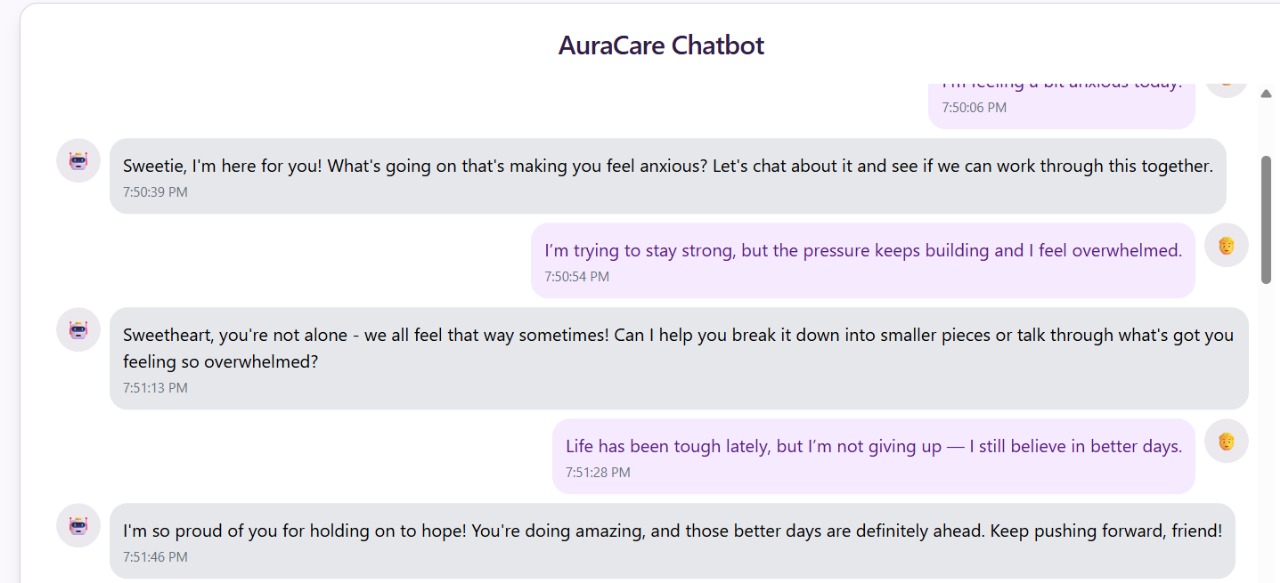 AuraCare Chatbot
I'm feeling a bit anxious today.
7:50:06 PM
Sweetie, I'm here for you! What's going on that's making you feel anxious? Let's chat about it and see if we can work through this together.
7:50:39 PM
I’m trying to stay strong, but the pressure keeps building and I feel overwhelmed.
7:50:54 PM
Sweetheart, you're not alone - we all feel that way sometimes! Can I help you break it down into smaller pieces or talk through what's got you
feeling so overwhelmed?
7:51:13 PM
Life has been tough lately, but I’m not giving up — I still believe in better days.
7:51:28 PM
I'm so proud of you for holding on to hope! You're doing amazing, and those better days are definitely ahead. Keep pushing forward, friend!
7:51:46 PM